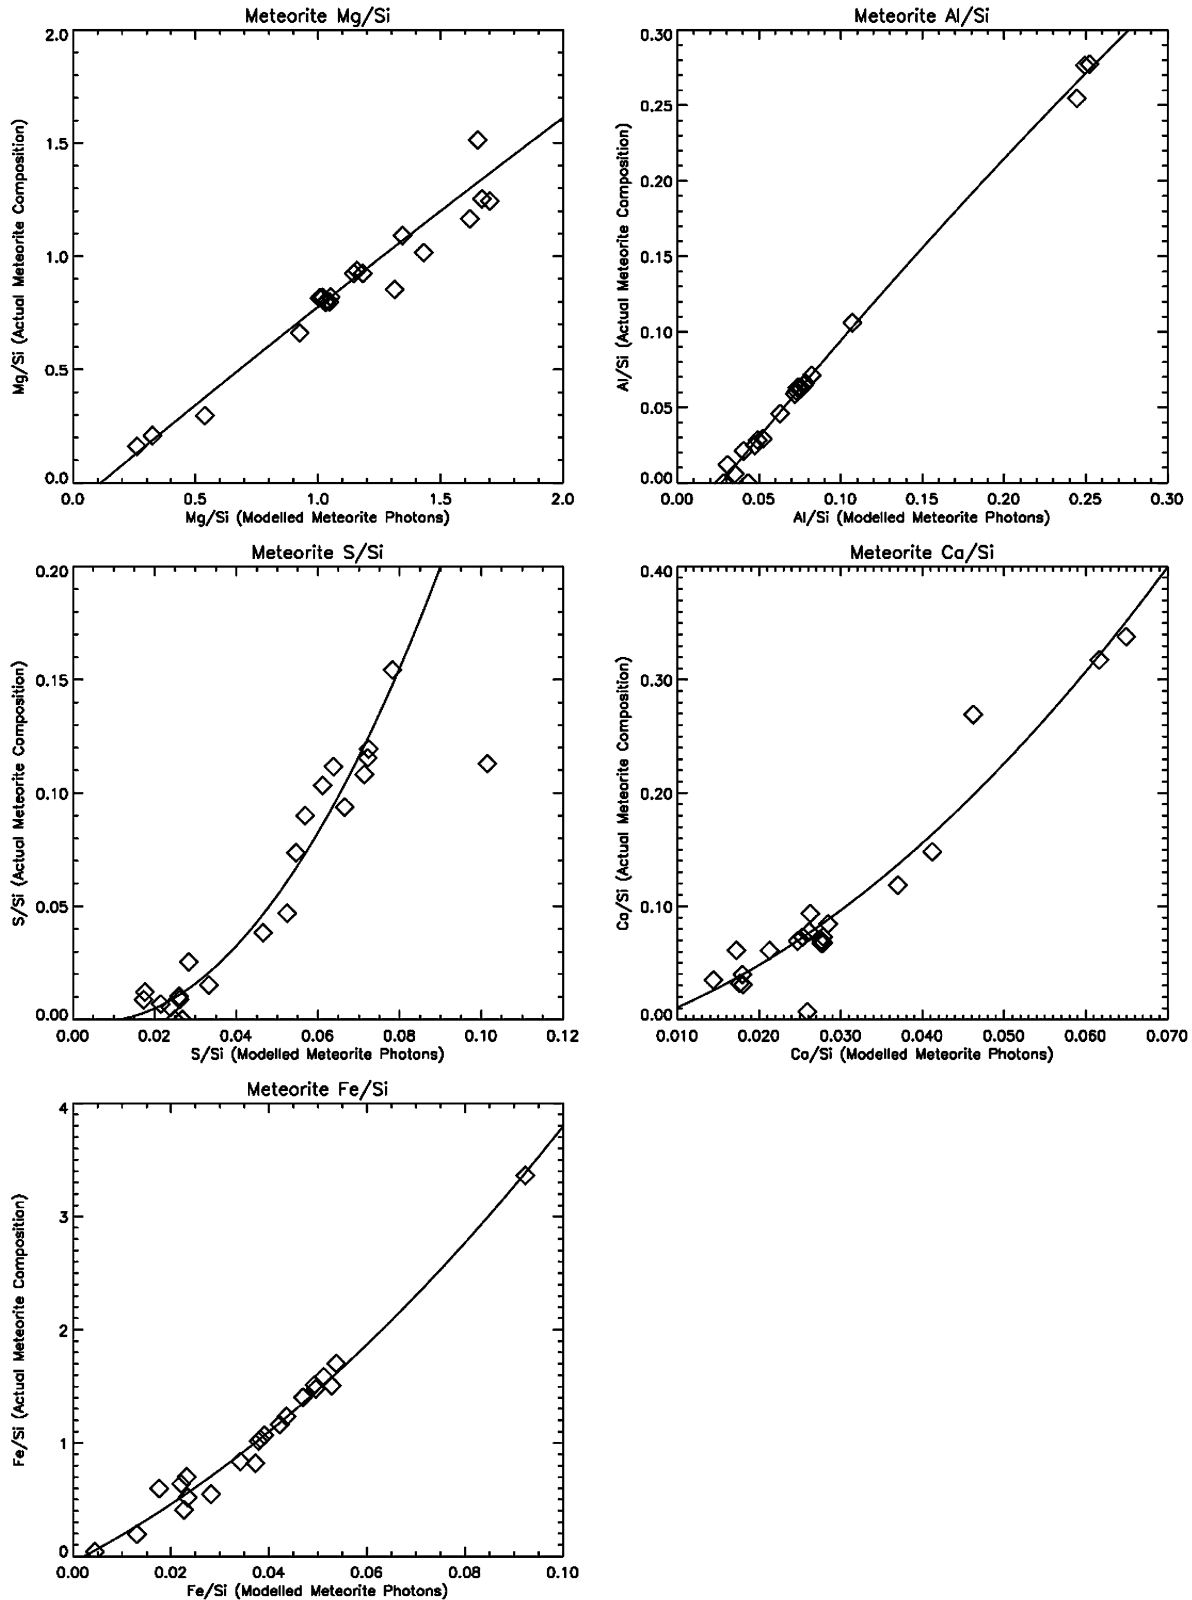 Meteorite Mg/Si
Mg/Si (Actual Meteorite Composition)
2.0
1.5
1.0
0.5
0.0
0.0 0.5 1.0 1.5 2.0
Mg/Si (Modelled Meteorite Photons)
Meteorite Al/Si
Al/Si (Actual Meteorite Composition)
0.30
0.25
0.20
0.15
0.10
0.05
0.00
0.00 0.05 0.10 0.15 0.20 0.25 0.30
Al/Si (Modelled Meteorite Photons)
Meteorite S/Si
S/Si (Actual Meteorite Composition)
0.20
0.15
0.10
0.05
0.00
0.00 0.02 0.04 0.06 0.08 0.10 0.12
S/Si (Modelled Meteorite Photons)
Meteorite Ca/Si
Ca/Si (Actual Meteorite Composition)
0.40
0.30
0.20
0.10
0.00
0.010 0.020 0.030 0.040 0.050 0.060 0.070
Ca/Si (Modelled Meteorite Photons)
Meteorite Fe/Si
Fe/Si (Actual Meteorite Composition)
4
3
2
1
0
0.00 0.02 0.04 0.06 0.08 0.10
Fe/Si (Modelled Meteorite Photons)